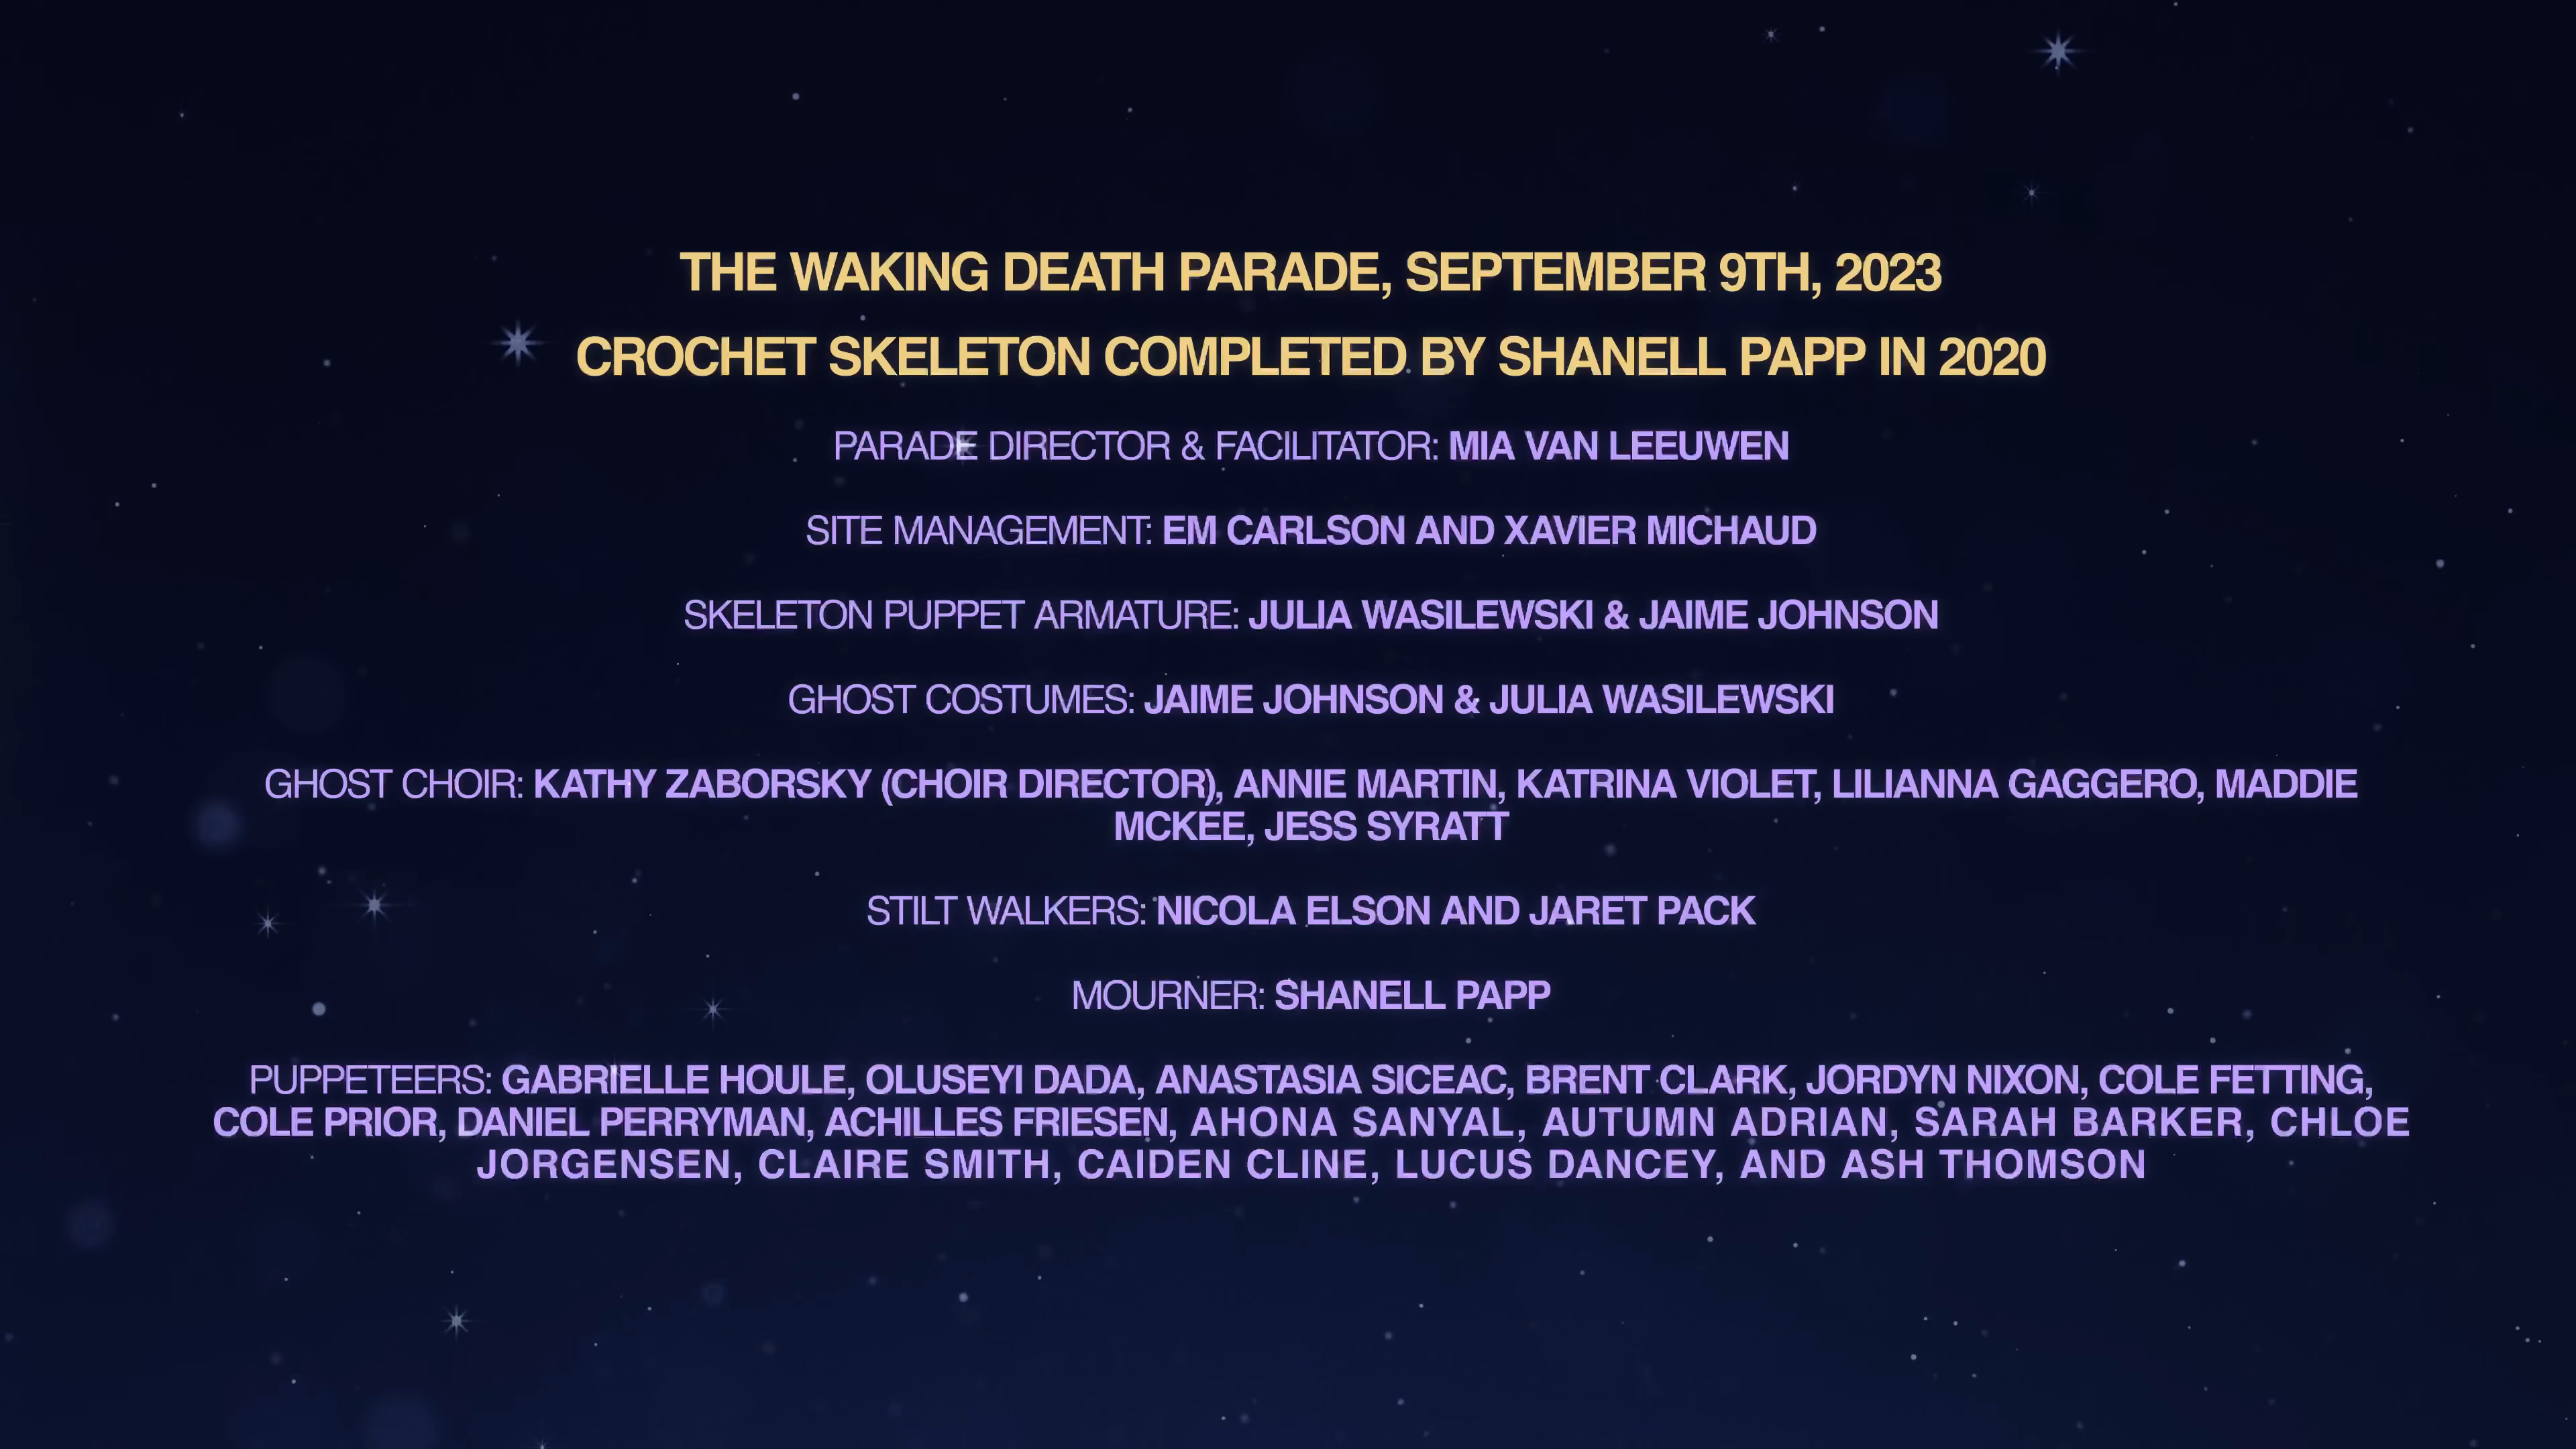 THE WAKING DEATH PARADE, SEPTEMBER 9TH, 2023
CROCHET SKELETON COMPLETED BY SHANELL PAPP IN 2020
PARADE DIRECTOR & FACILITATOR: MIA VAN LEEUWEN
SITE MANAGEMENT: EM CARLSON AND XAVIER MICHAUD
SKELETON PUPPET ARMATURE: JULIA WASILEWSKI & JAIME JOHNSON
GHOST COSTUMES: JAIME JOHNSON & JULIA WASILEWSKI
GHOST CHOIR: KATHY ZABORSKY (CHOIR DIRECTOR), ANNIE MARTIN, KATRINA VIOLET, LILIANNA GAGGERO, MADDIE
MCKEE, JESS SYRATT
STILT WALKERS: NICOLA ELSON AND JARET PACK
MOURNER: SHANELL PAPP
PUPPETEERS: GABRIELLE HOULE, OLUSEYI DADA, ANASTASIA SICEAC, BRENT CLARK, JORDYN NIXON, COLE FETTING,
COLE PRIOR, DANIEL PERRYMAN, ACHILLES FRIESEN, AHONA SANYAL, AUTUMN ADRIAN, SARAH BARKER, CHLOE
JORGENSEN, CLAIRE SMITH, CAIDEN CLINE, LUCUS DANCEY, AND ASH THOMSON